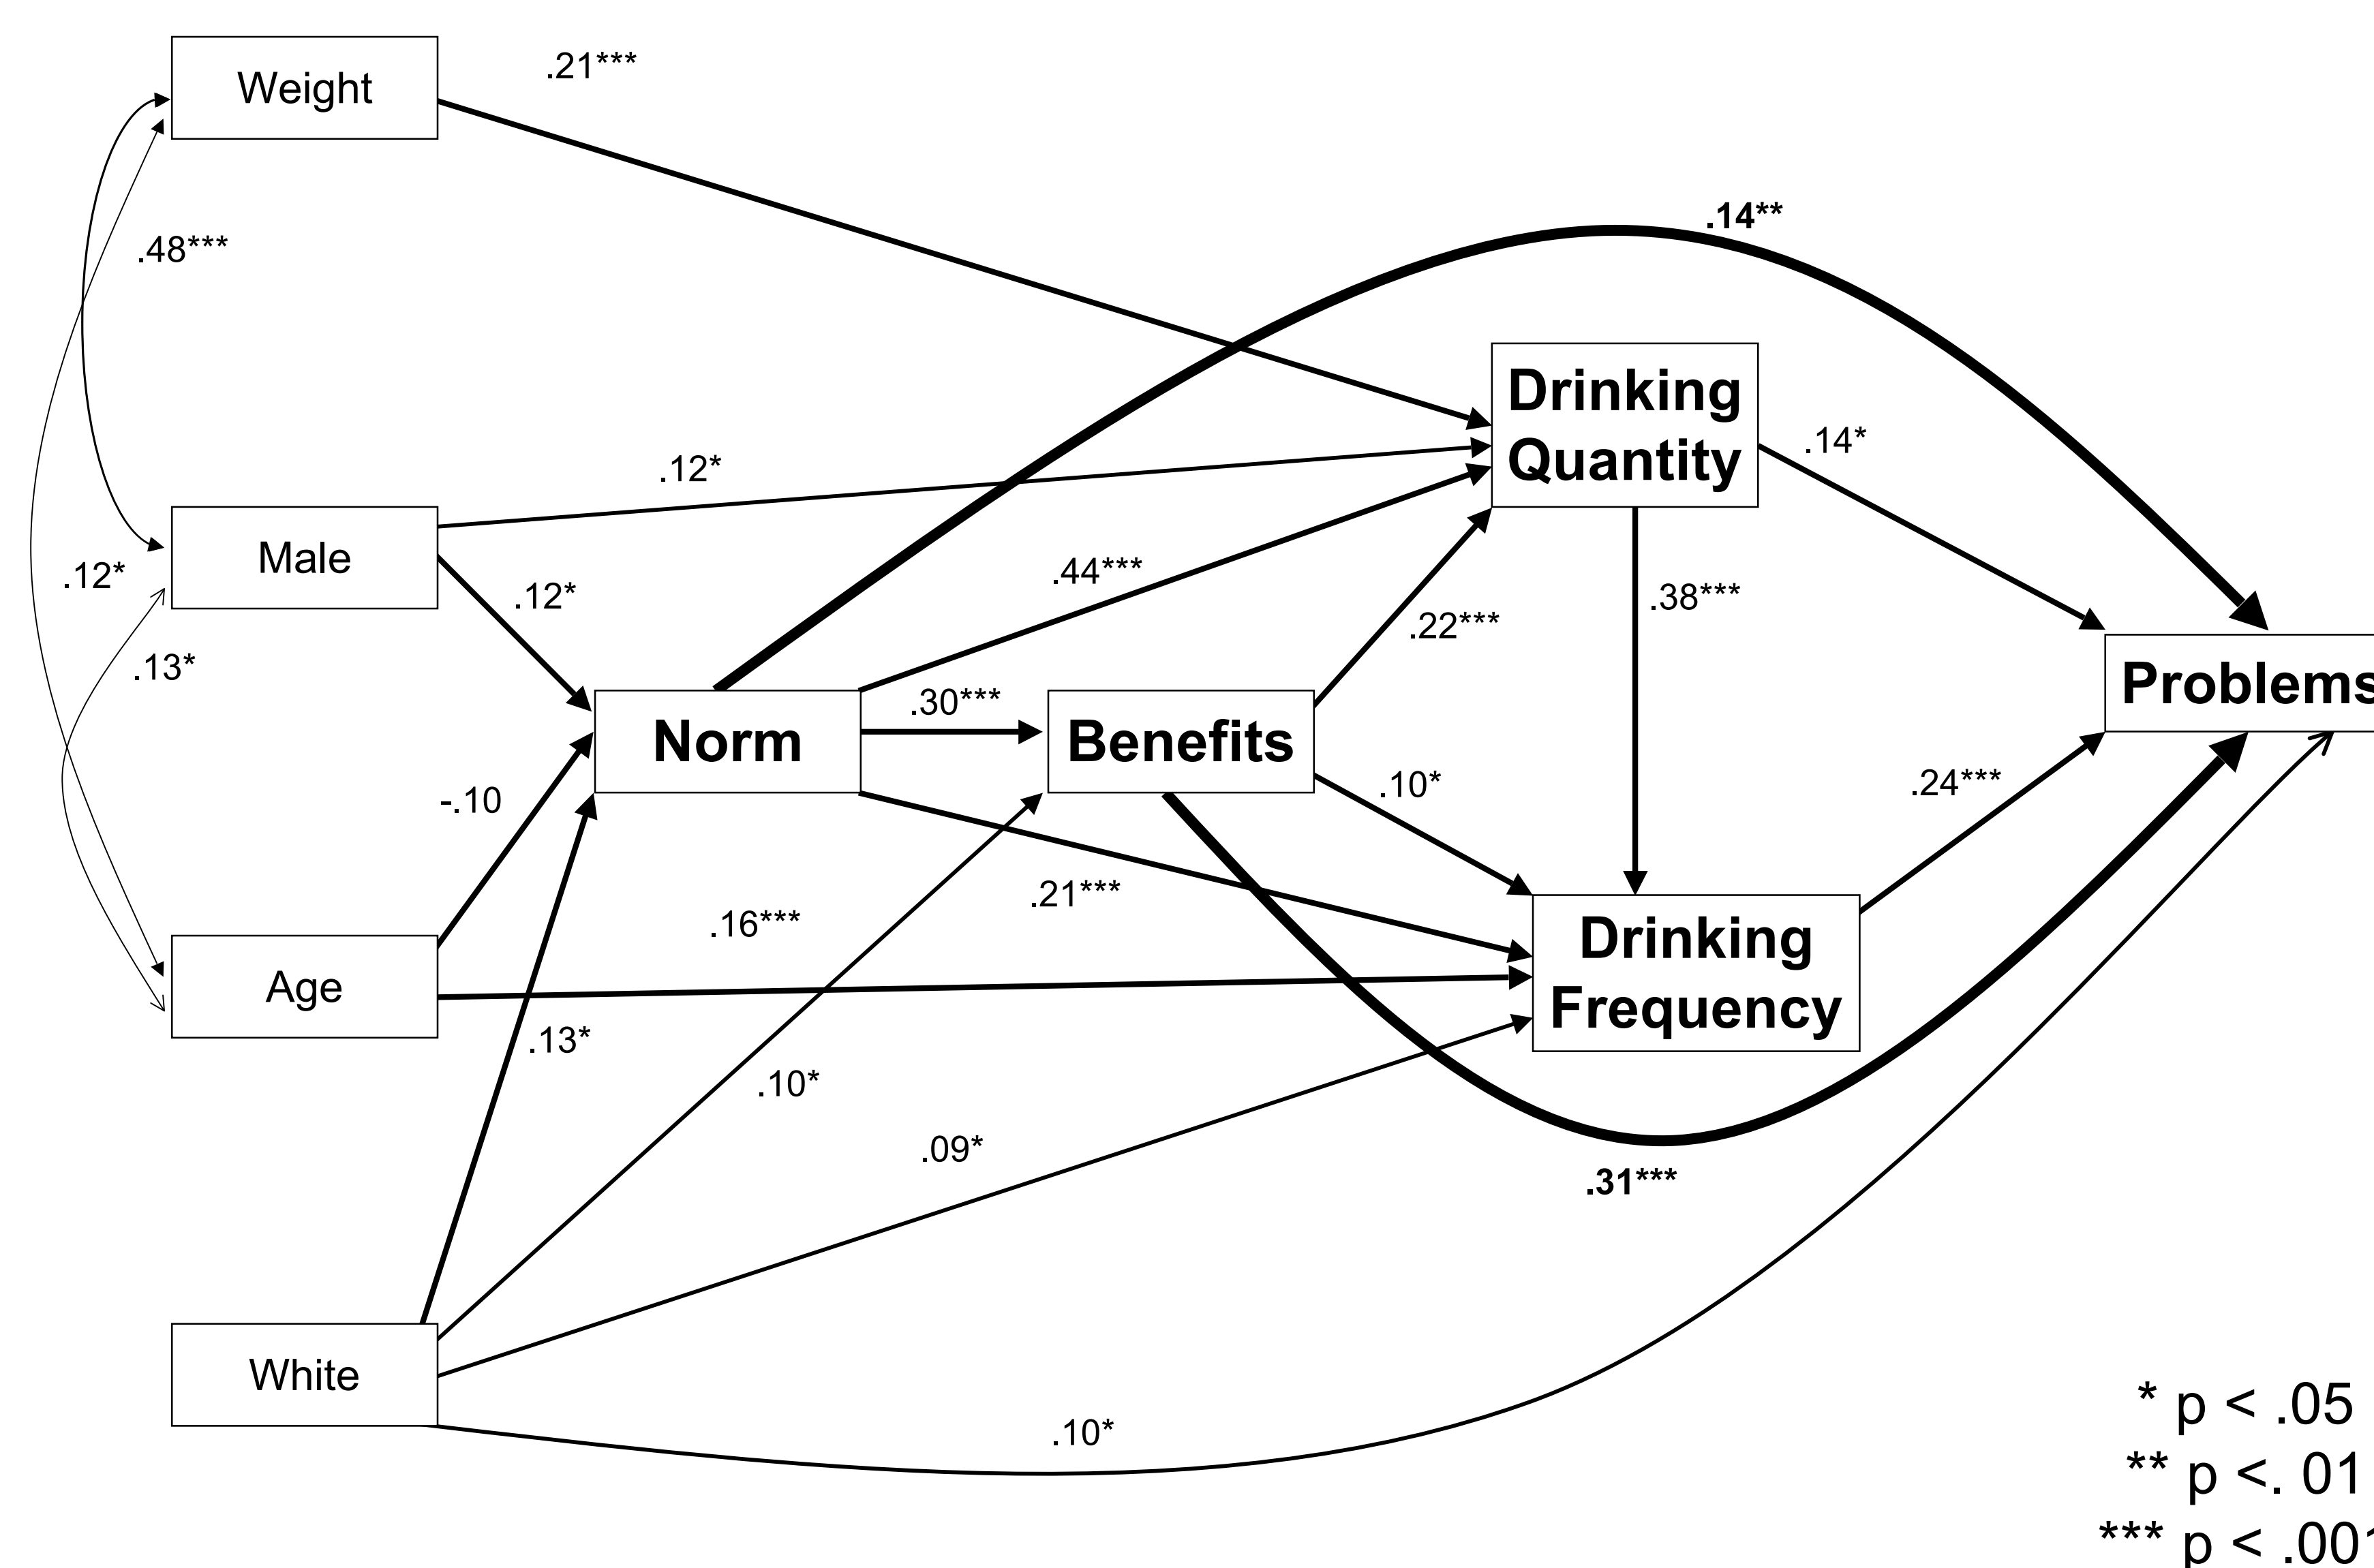 Weight
.21***
.14**
.48***
Drinking
Quantity
.14*
.12*
Male
.12*
.12*
.44***
.22***
.38***
.13*
Norm
.30***
Benefits
Problems
-.10
.10*
.24***
.21***
.16***
Age
Drinking
Frequency
.13*
.10*
.09*
.31***
White
.10*
* p < .05
** p <. 01
*** p < .001